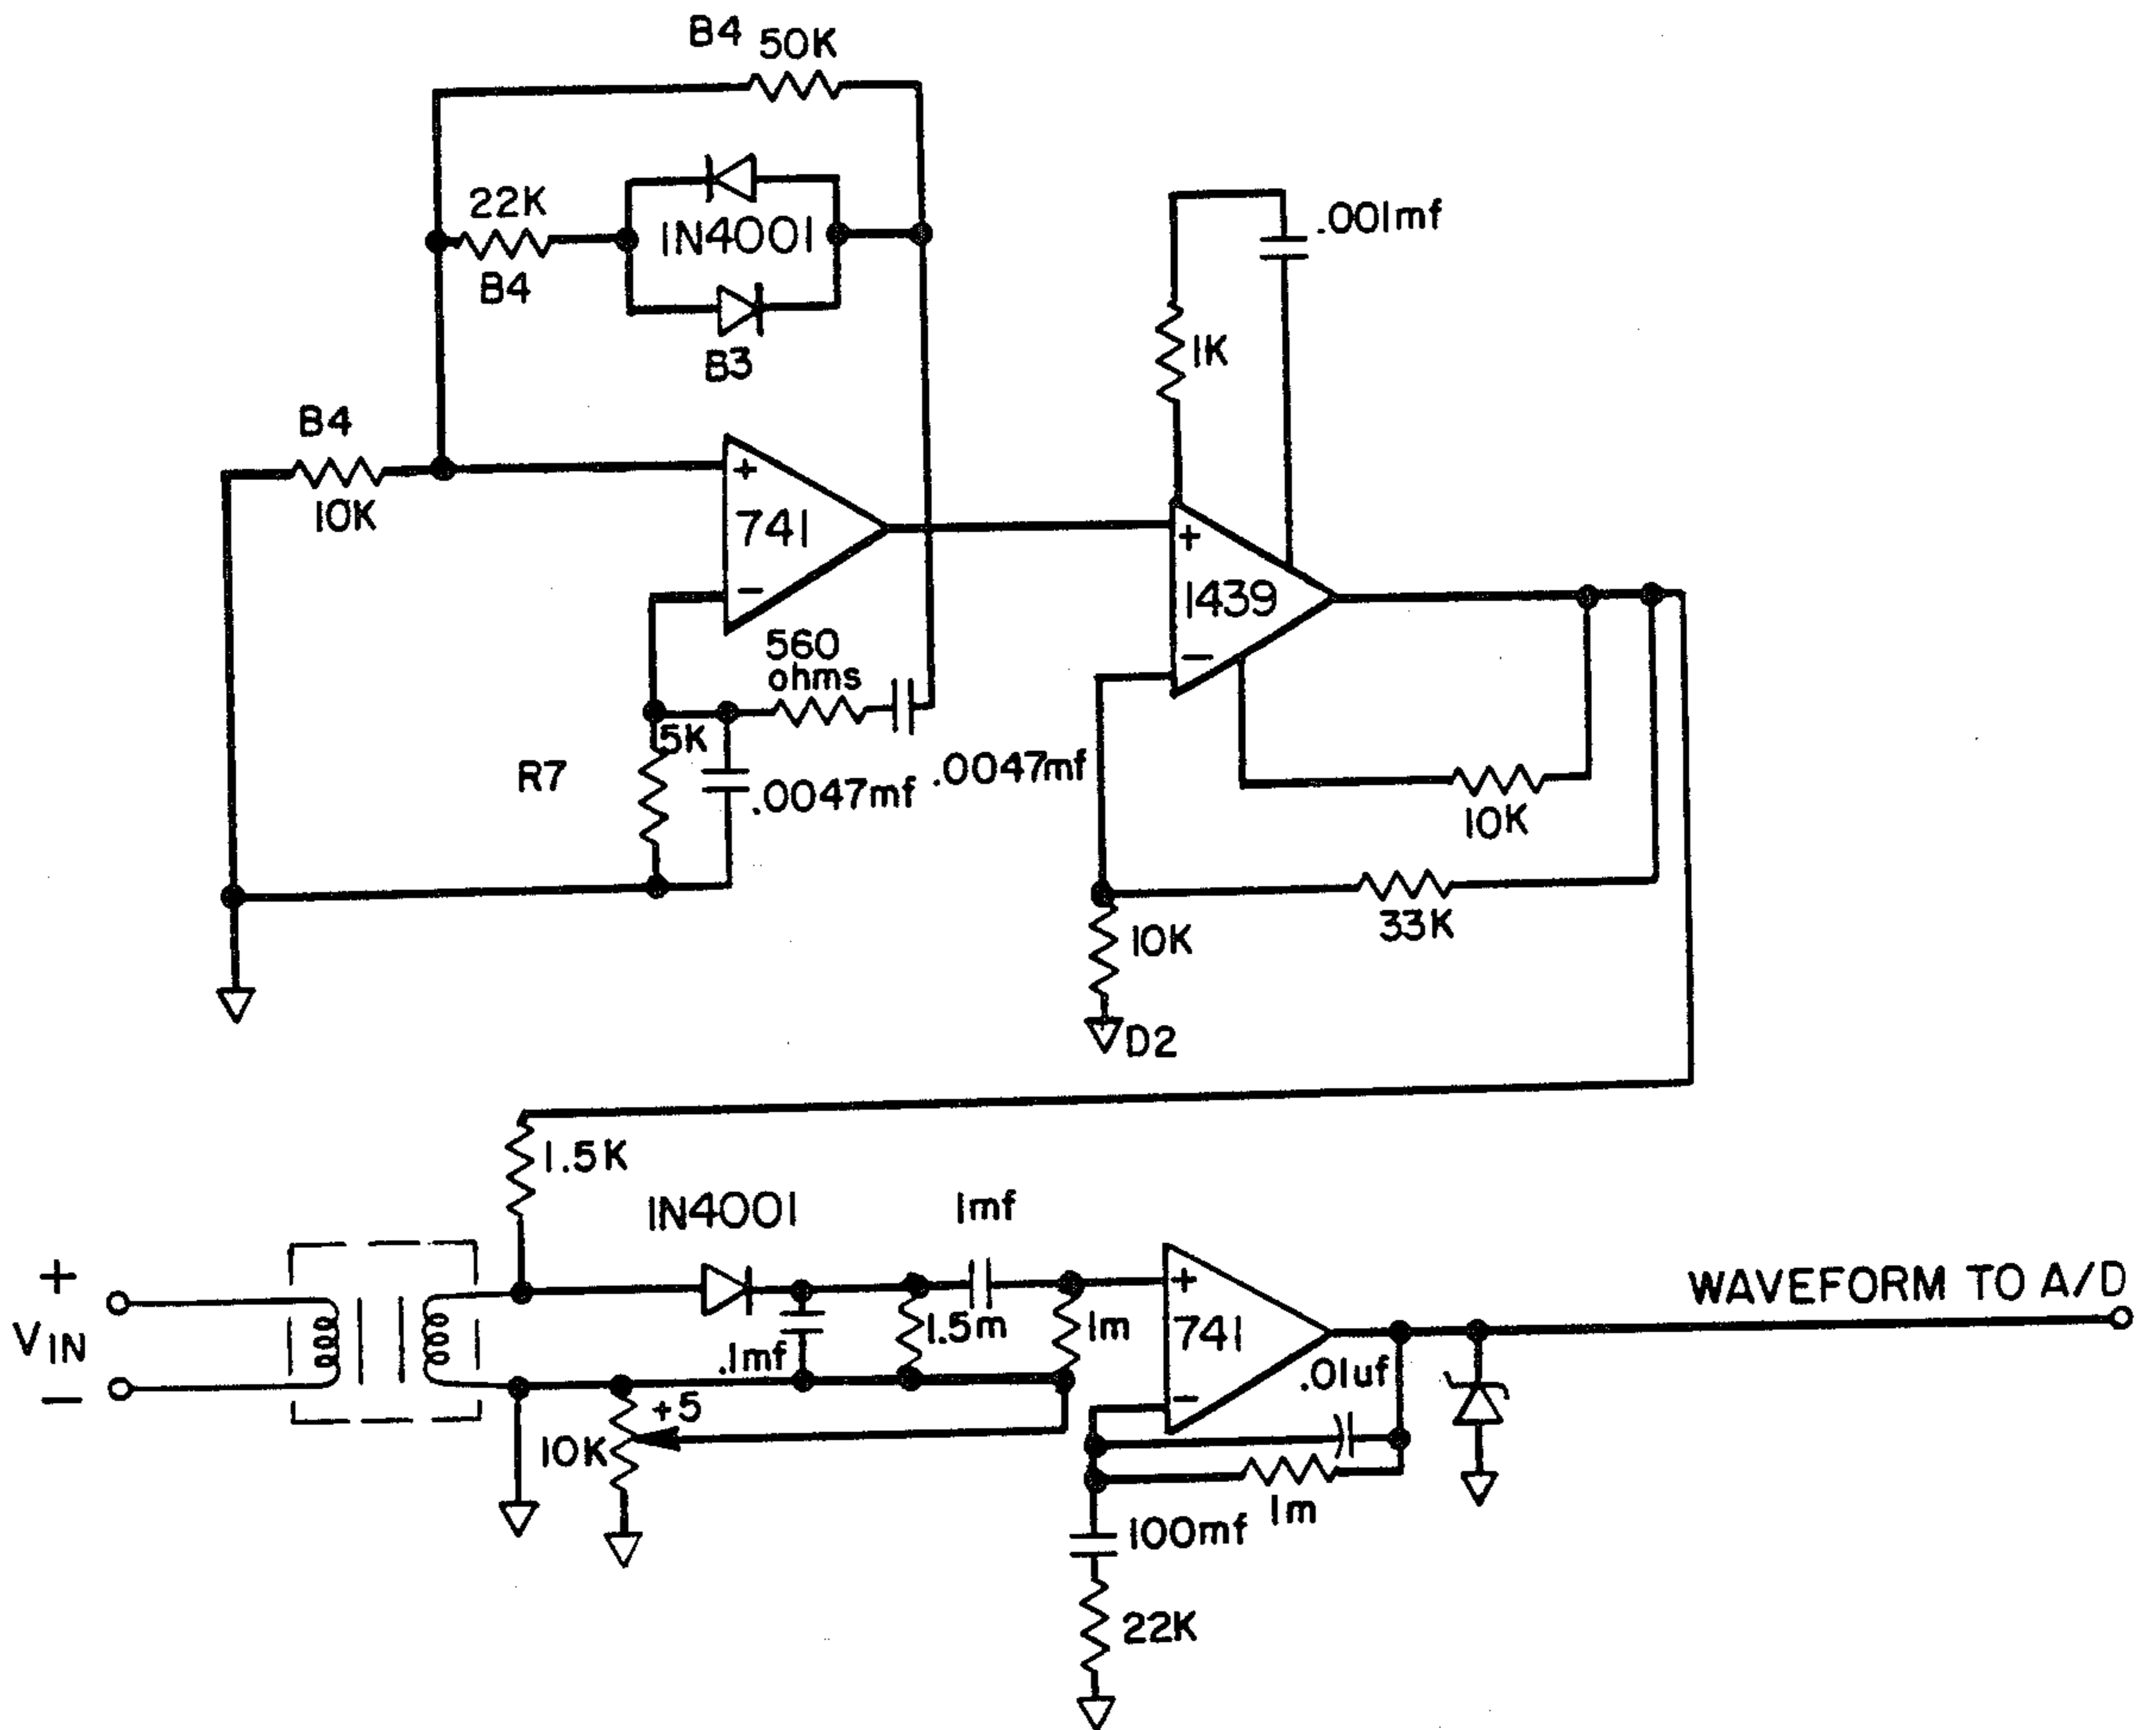 B4 50K
22K
IN4001
B4
B3
B4
10K
+
741
−
560
ohms
5K
R7
.0047mf
.0047mf
.001mf
1K
+
1439
−
10K
33K
10K
D2
1.5K
IN4001
1mf
+
VIN
−
.1mf
1.5m
1m
+
741
−
.01uf
WAVEFORM TO A/D
+5
10K
1m
100mf
22K